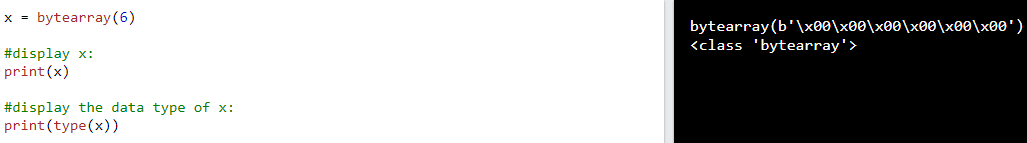 x = bytearray(6)
#display x:
print(x)
#display the data type of x:
print(type(x))
bytearray(b'\x00\x00\x00\x00\x00\x00')
<class 'bytearray'>